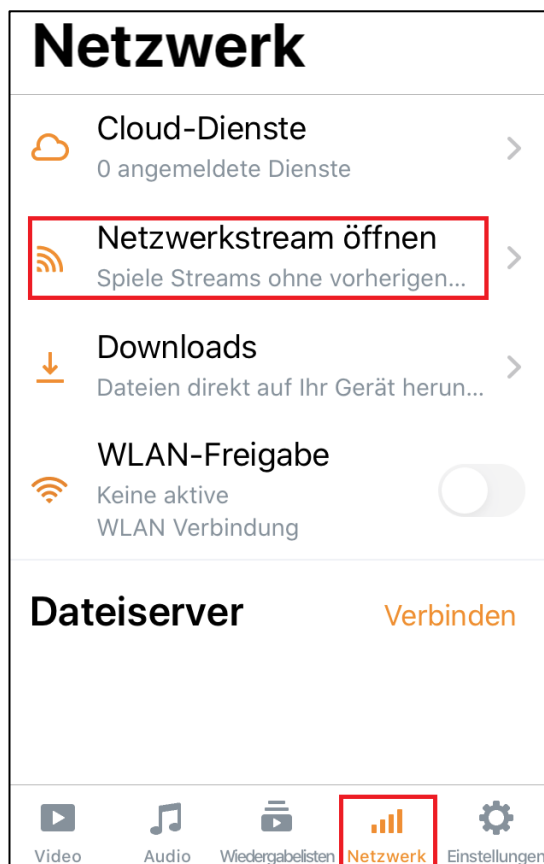 Netzwerk
Cloud-Dienste
0 angemeldete Dienste
Netzwerkstream öffnen
Spiele Streams ohne vorherigen...
Downloads
Dateien direkt auf Ihr Gerät herun...
WLAN-Freigabe
Keine aktive
WLAN Verbindung
Dateiserver Verbinden
Video Audio Wiedergabelisten Netzwerk Einstellungen